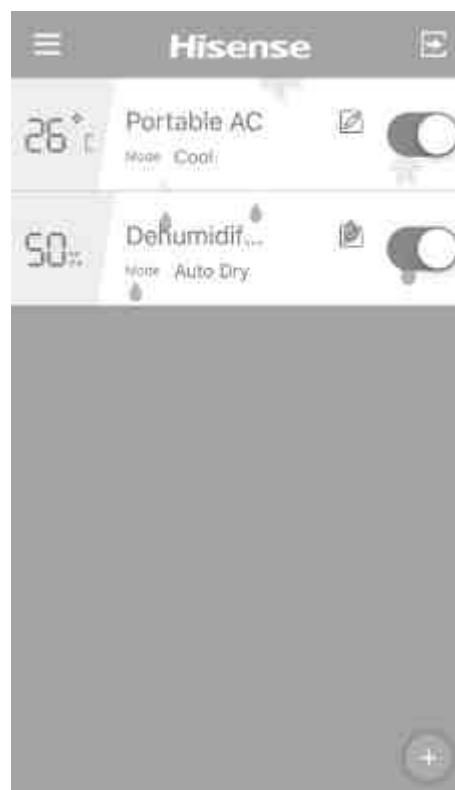 Hisense
26°C
Portable AC
Mode Cool
50%
Dehumidif...
Mode Auto Dry